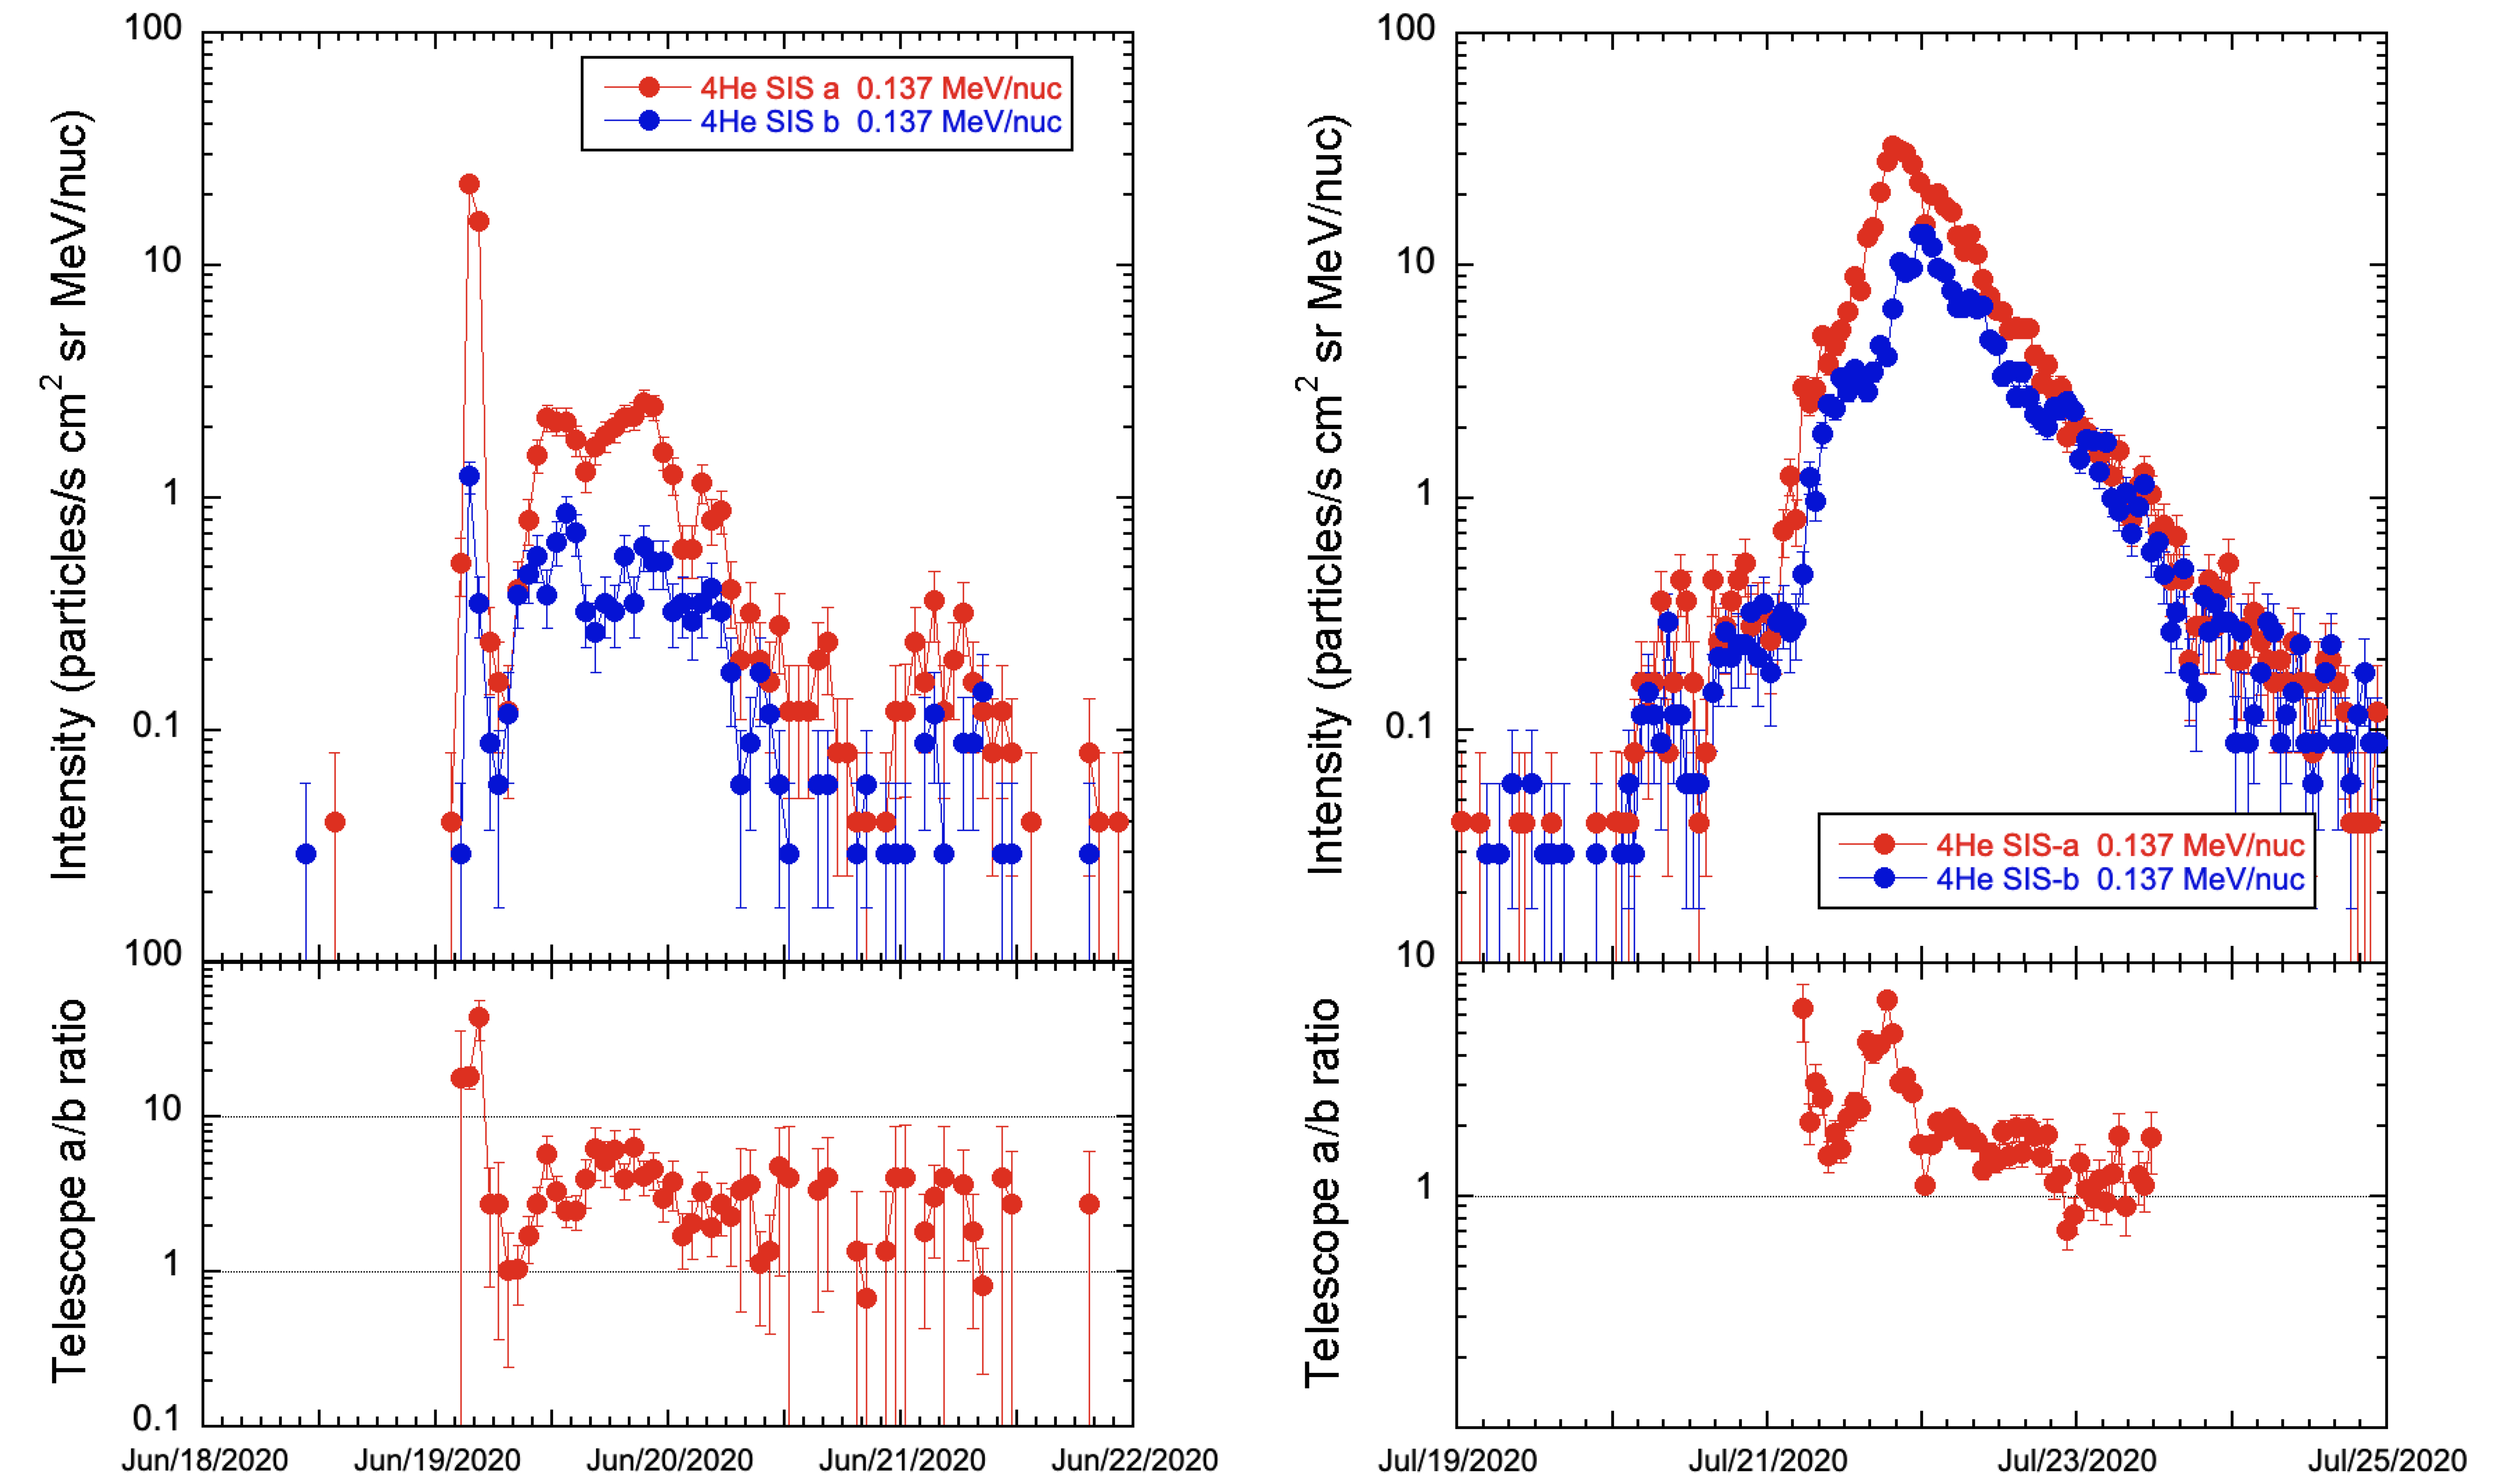 100
10
1
0.1
100
10
1
0.1
Intensity (particles/s cm² sr MeV/nuc)
Telescope a/b ratio
4He SIS a 0.137 MeV/nuc
4He SIS b 0.137 MeV/nuc
Jun/18/2020 Jun/19/2020 Jun/20/2020 Jun/21/2020 Jun/22/2020
100
10
1
0.1
10
1
Intensity (particles/s cm² sr MeV/nuc)
Telescope a/b ratio
4He SIS-a 0.137 MeV/nuc
4He SIS-b 0.137 MeV/nuc
Jul/19/2020 Jul/21/2020 Jul/23/2020 Jul/25/2020